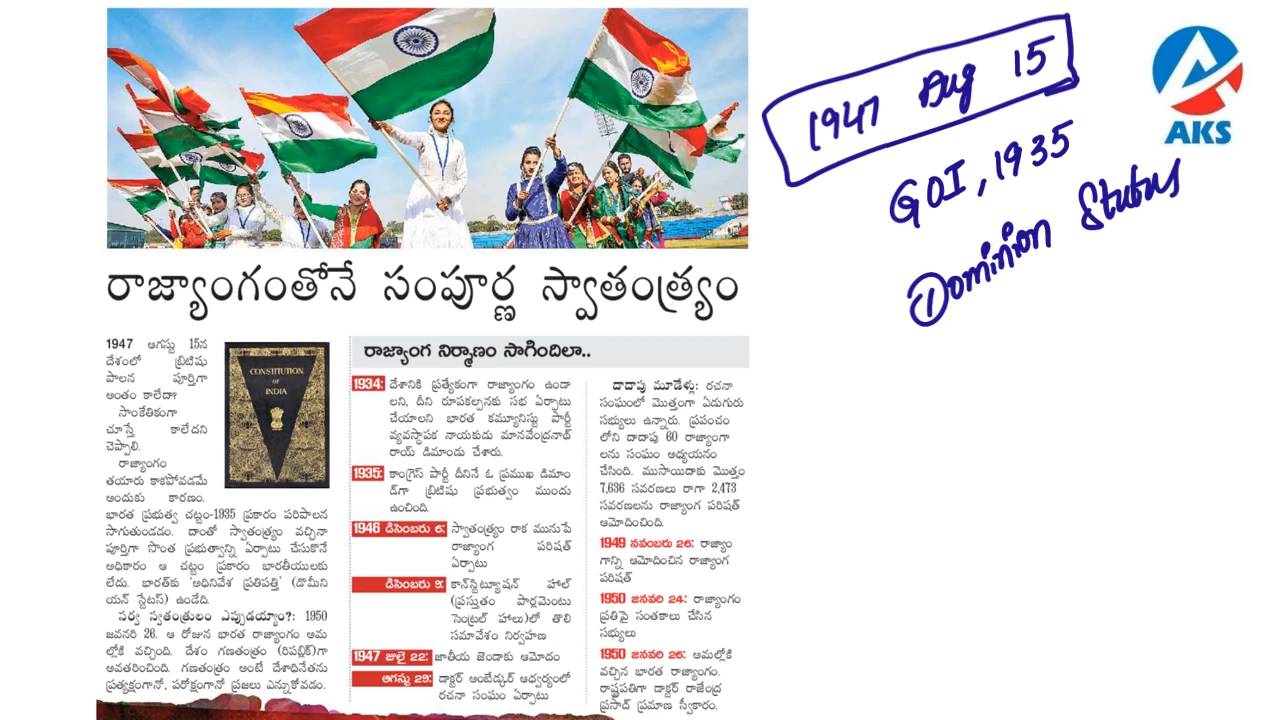 1947 Aug 15
GOI, 1935
Dominion Status
AKS
రాజ్యాంగంతోనే సంపూర్ణ స్వాతంత్ర్యం
1947 ఆగస్టు 15న
దేశంలో బ్రిటిషు
పాలన పూర్తిగా
అంతం కాలేదా?
సాంకేతికంగా
చూస్తే కాలేదని
చెప్పాలి.
రాజ్యాంగం
తయారు కాకపోవడమే
అందుకు కారణం.
భారత ప్రభుత్వ చట్టం-1935 ప్రకారం పరిపాలన
సాగుతుండడం. దాంతో స్వాతంత్ర్యం వచ్చినా
పూర్తిగా సొంత ప్రభుత్వాన్ని ఏర్పాటు చేసుకొనే
అధికారం ఆ చట్టం ప్రకారం భారతీయులకు
లేదు. భారత్‌కు 'అధినివేశ ప్రతిపత్తి' (డొమీని
యన్ స్టేటస్) ఉండేది.
సర్వ స్వతంత్రులం ఎప్పుడయ్యాం?: 1950
జవనరి 26. ఆ రోజున భారత రాజ్యాంగం అమ
ల్లోకి వచ్చింది. దేశం గణతంత్రం (రిపబ్లిక్)గా
అవతరించింది. గణతంత్రం అంటే దేశాధినేతను
ప్రత్యక్షంగానో, పరోక్షంగానో ప్రజలు ఎన్నుకోవడం.
CONSTITUTION
OF
INDIA
రాజ్యాంగ నిర్మాణం సాగిందిలా..
1934: దేశానికి ప్రత్యేకంగా రాజ్యాంగం ఉండా
లని, దీని రూపకల్పనకు సభ ఏర్పాటు
చేయాలని భారత కమ్యూనిస్టు పార్టీ
వ్యవస్థాపక నాయకుడు మానవేంద్రనాథ్
రాయ్ డిమాండు చేశారు.
1935: కాంగ్రెస్ పార్టీ దీనినే ఓ ప్రముఖ డిమాం
డ్‌గా బ్రిటిషు ప్రభుత్వం ముందు
ఉంచింది.
1946 డిసెంబరు 6: స్వాతంత్ర్యం రాక మునుపే
రాజ్యాంగ పరిషత్
ఏర్పాటు
డిసెంబరు 9: కాన్‌స్టిట్యూషన్ హాల్
(ప్రస్తుతం పార్లమెంటు
సెంట్రల్ హాలు)లో తొలి
సమావేశం నిర్వహణ
1947 జులై 22: జాతీయ జెండాకు ఆమోదం
ఆగస్టు 29: డాక్టర్ అంబేడ్కర్ ఆధ్వర్యంలో
రచనా సంఘం ఏర్పాటు
దాదాపు మూడేళ్లు: రచనా
సంఘంలో మొత్తంగా ఏడుగురు
సభ్యులు ఉన్నారు. ప్రపంచం
లోని దాదాపు 60 రాజ్యాంగా
లను సంఘం అధ్యయనం
చేసింది. ముసాయిదాకు మొత్తం
7,636 సవరణలు రాగా 2,473
సవరణలను రాజ్యాంగ పరిషత్
ఆమోదించింది.
1949 నవంబరు 26: రాజ్యాం
గాన్ని ఆమోదించిన రాజ్యాంగ
పరిషత్
1950 జనవరి 24: రాజ్యాంగం
ప్రతిపై సంతకాలు చేసిన
సభ్యులు
1950 జనవరి 26: అమల్లోకి
వచ్చిన భారత రాజ్యాంగం.
రాష్ట్రపతిగా డాక్టర్ రాజేంద్ర
ప్రసాద్ ప్రమాణ స్వీకారం.